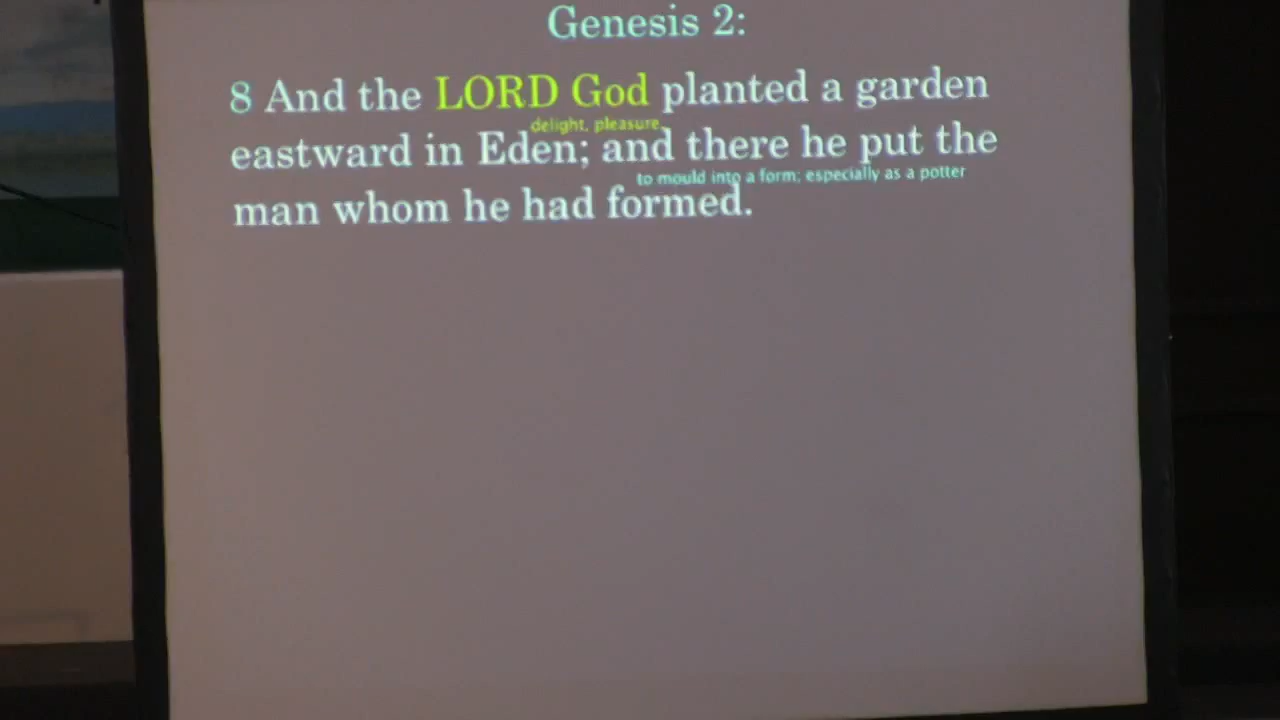 Genesis 2:
8 And the LORD God planted a garden
delight, pleasure
eastward in Eden; and there he put the
to mould into a form; especially as a potter
man whom he had formed.